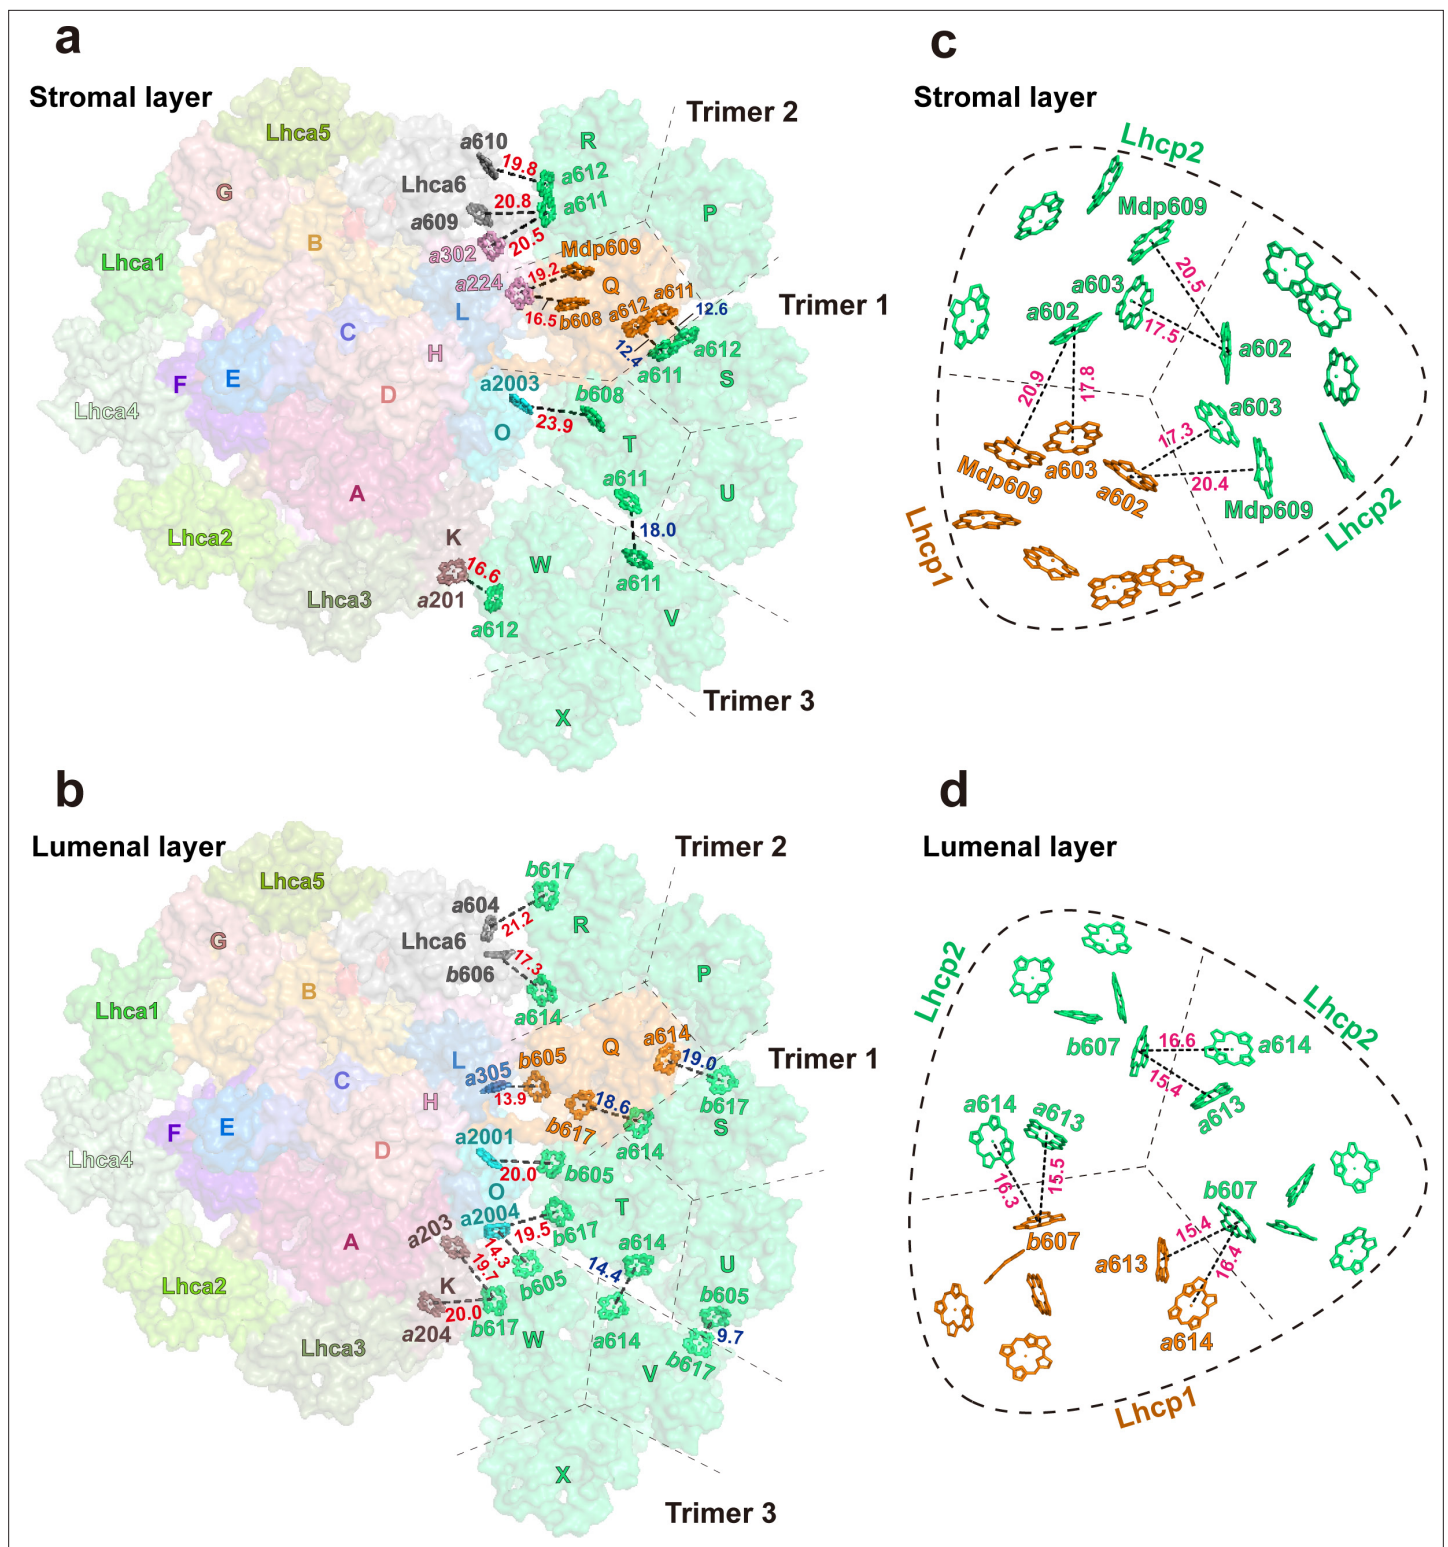 a
Stromal layer
Lhca5
G
Lhca1
B
Lhca6
a610
19.8
a612
R
Trimer 2
a609
20.8
a611
a302
20.5
P
a224
19.2
Mdp609
Q
16.5
b608
a612
a611
12.6
Trimer 1
12.4
a612
a611
S
L
C
H
F
E
D
Lhca4
a2003
b608
23.9
O
T
a611
U
A
18.0
Lhca2
K
W
a611
16.6
Lhca3
a201
a612
V
Trimer 3
X
c
Stromal layer
Lhcp2
Mdp609
20.5
a603
a602
17.5
a602
20.9
17.8
a603
17.3
Mdp609
a603
a602
20.4
Mdp609
Lhcp2
Lhcp1
b
Lumenal layer
Lhca5
G
Lhca1
B
Lhca6
b617
a604
21.2
R
Trimer 2
b606
17.3
P
a614
a614
Q
19.0
Trimer 1
L
b605
a305
13.9
18.6
b617
b617
S
a614
C
H
F
E
D
Lhca4
a2001
20.0
b605
O
a2004
T
19.5
b617
a203
14.3
19.7
a614
14.4
b605
U
A
K
Lhca2
20.0
b617
b605
9.7
a204
W
a614
b617
Lhca3
V
X
Trimer 3
d
Lumenal layer
Lhcp2
Lhcp2
b607
16.6
a614
15.4
a613
a614
a613
16.3
15.5
b607
b607
15.4
a613
16.4
a614
Lhcp1